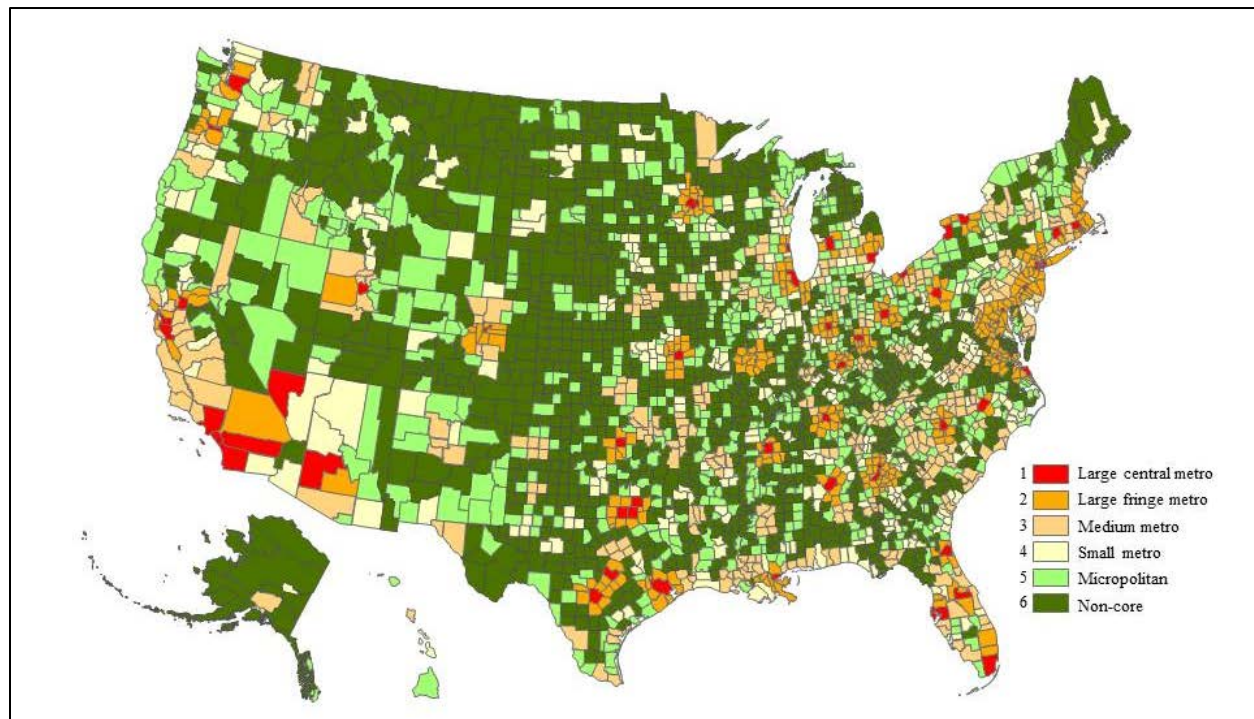 1 Large central metro
2 Large fringe metro
3 Medium metro
4 Small metro
5 Micropolitan
6 Non-core